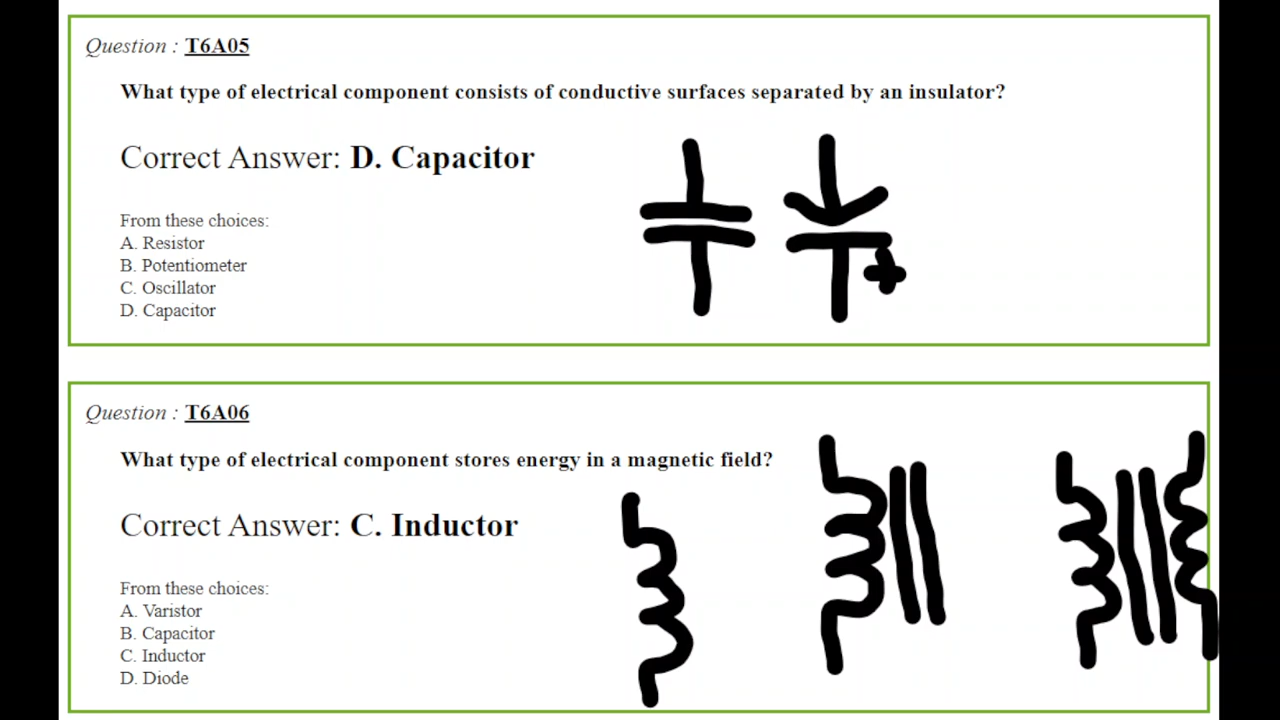 Question : T6A05
What type of electrical component consists of conductive surfaces separated by an insulator?
Correct Answer: D. Capacitor
From these choices:
A. Resistor
B. Potentiometer
C. Oscillator
D. Capacitor
+
Question : T6A06
What type of electrical component stores energy in a magnetic field?
Correct Answer: C. Inductor
From these choices:
A. Varistor
B. Capacitor
C. Inductor
D. Diode